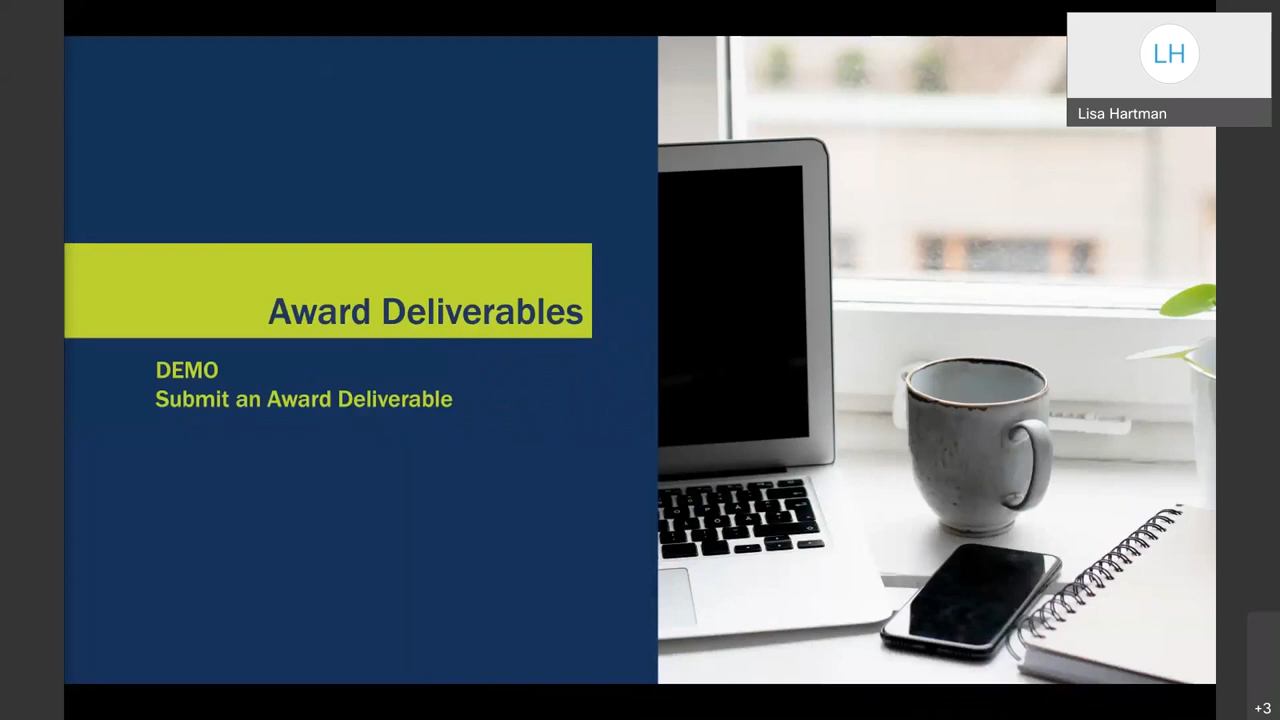 LH
Lisa Hartman
Award Deliverables
DEMO
Submit an Award Deliverable
+3